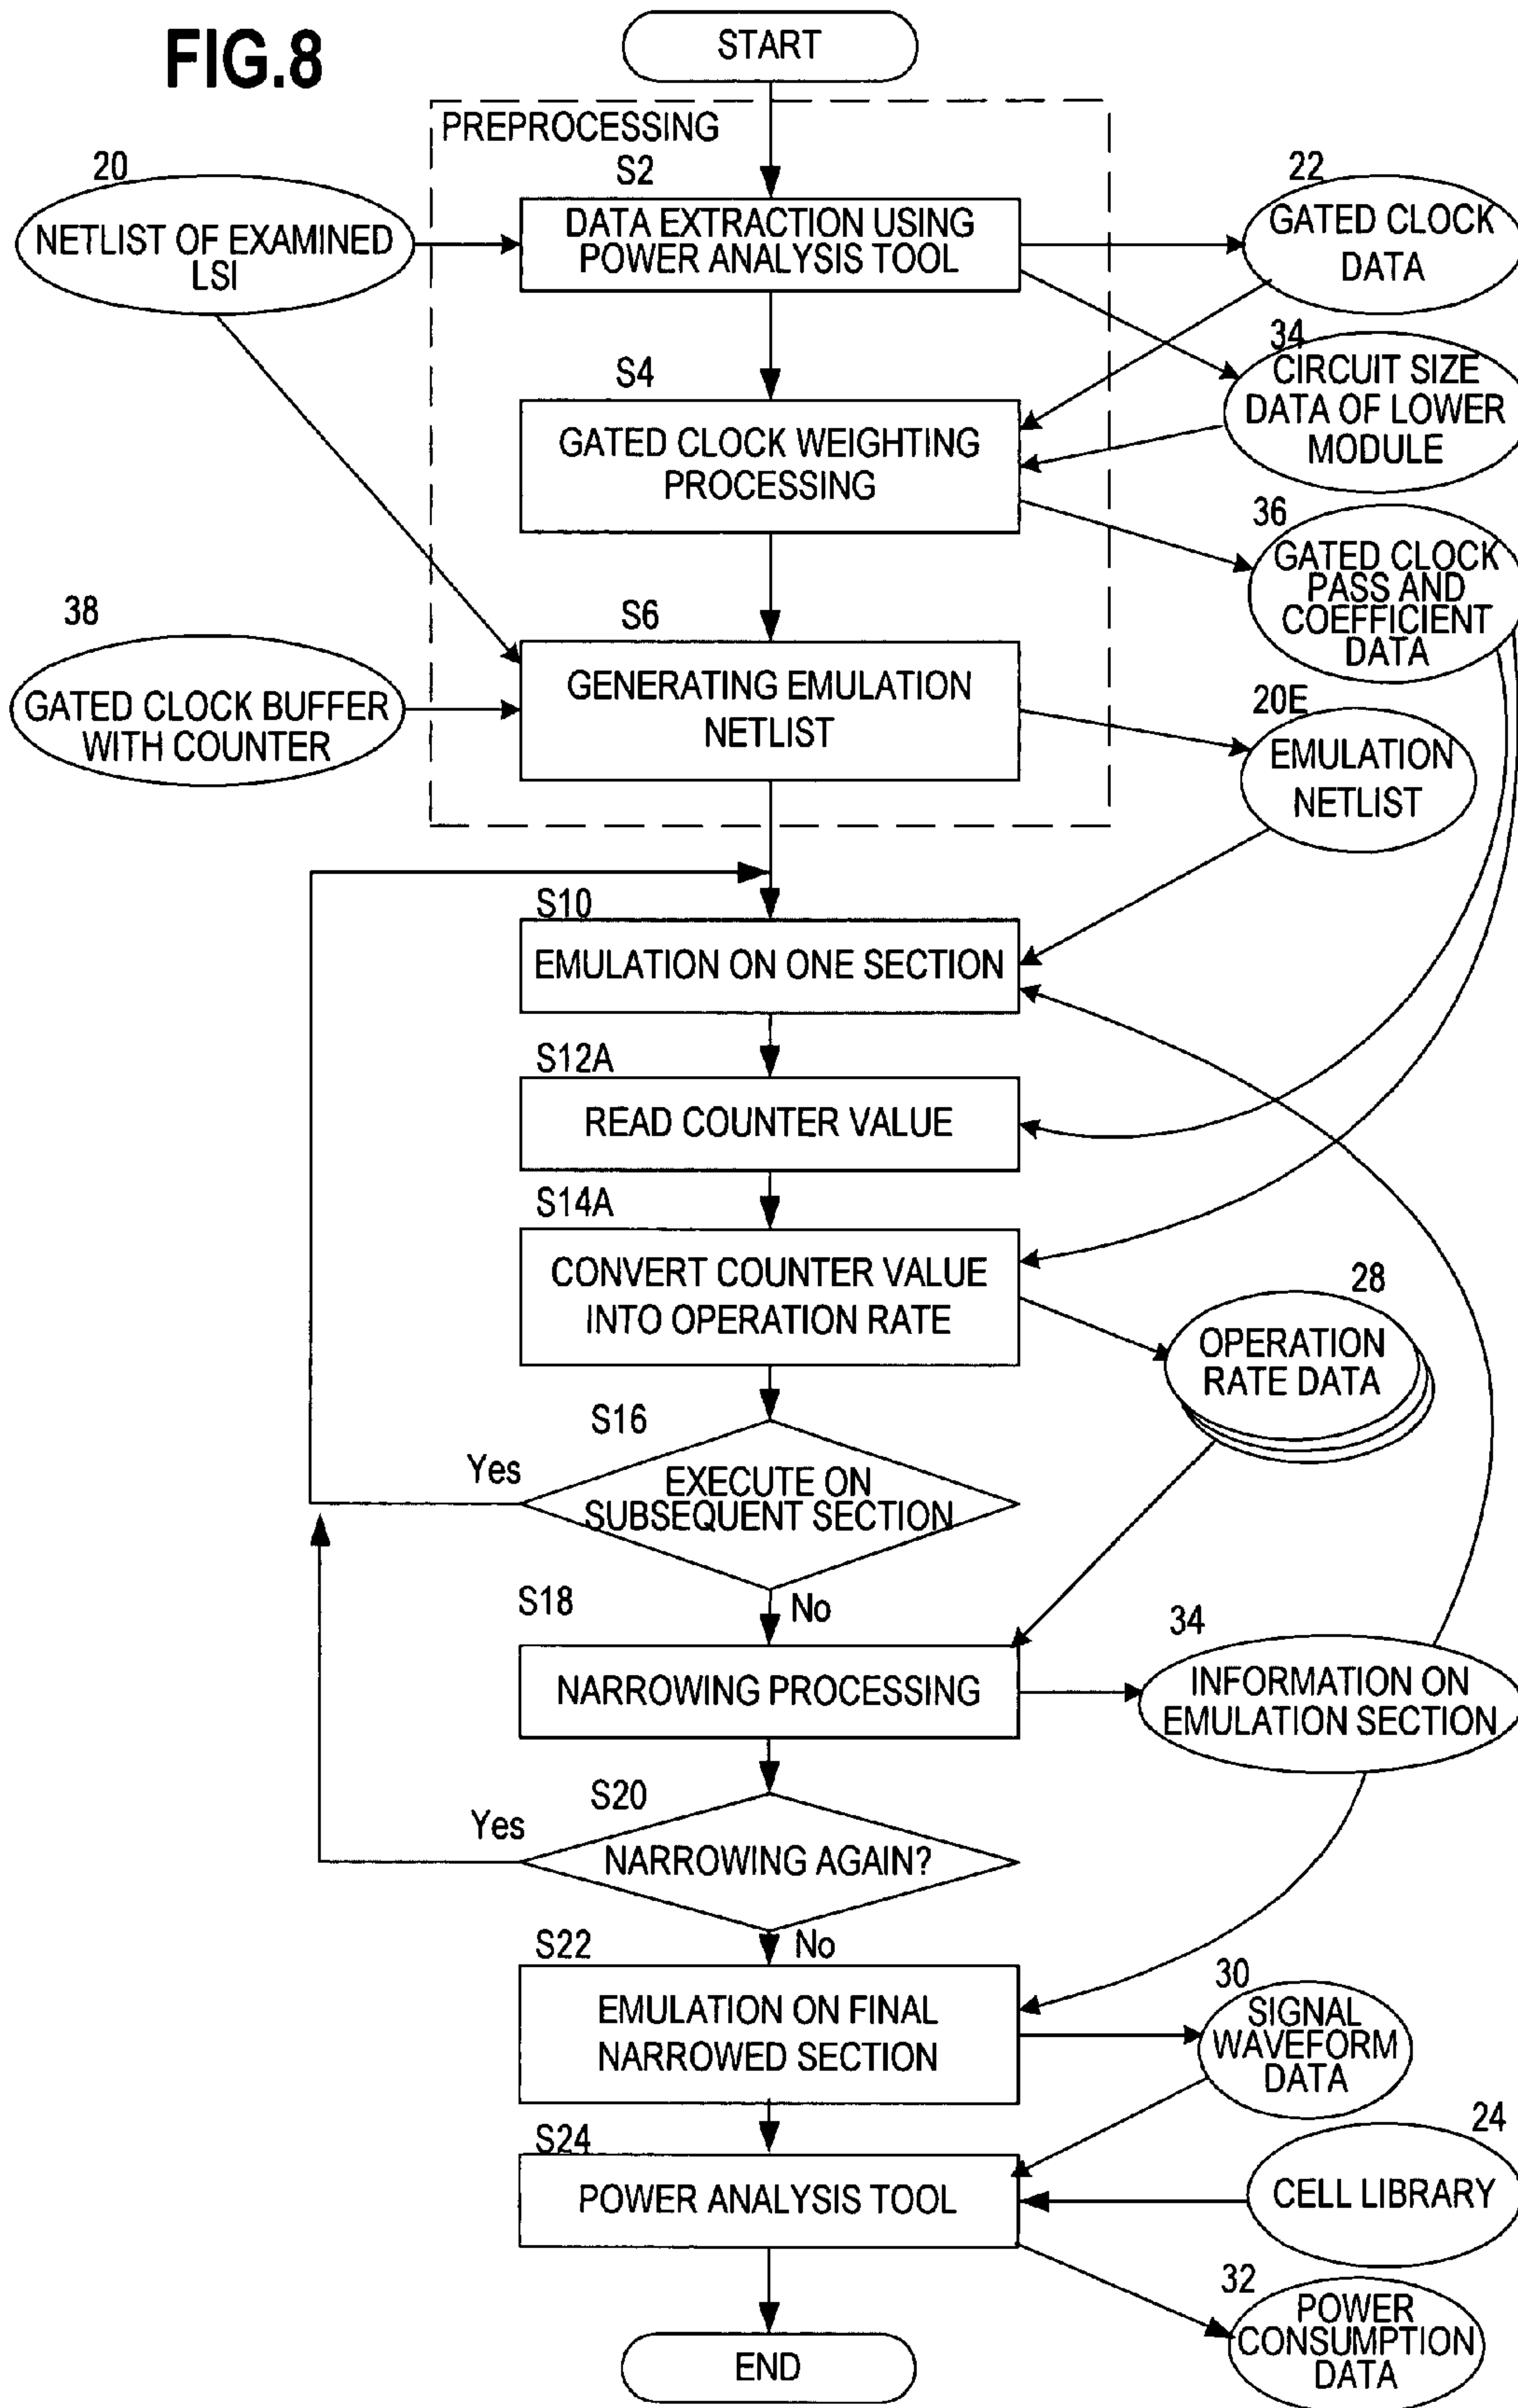 FIG.8
START
PREPROCESSING
20
NETLIST OF EXAMINED
LSI
S2
DATA EXTRACTION USING
POWER ANALYSIS TOOL
22
GATED CLOCK
DATA
34
CIRCUIT SIZE
DATA OF LOWER
MODULE
S4
GATED CLOCK WEIGHTING
PROCESSING
36
GATED CLOCK
PASS AND
COEFFICIENT
DATA
38
GATED CLOCK BUFFER
WITH COUNTER
S6
GENERATING EMULATION
NETLIST
20E
EMULATION
NETLIST
S10
EMULATION ON ONE SECTION
S12A
READ COUNTER VALUE
S14A
CONVERT COUNTER VALUE
INTO OPERATION RATE
28
OPERATION
RATE DATA
S16
Yes
EXECUTE ON
SUBSEQUENT SECTION
No
S18
NARROWING PROCESSING
34
INFORMATION ON
EMULATION SECTION
S20
Yes
NARROWING AGAIN?
No
S22
EMULATION ON FINAL
NARROWED SECTION
30
SIGNAL
WAVEFORM
DATA
S24
POWER ANALYSIS TOOL
24
CELL LIBRARY
32
POWER
CONSUMPTION
DATA
END